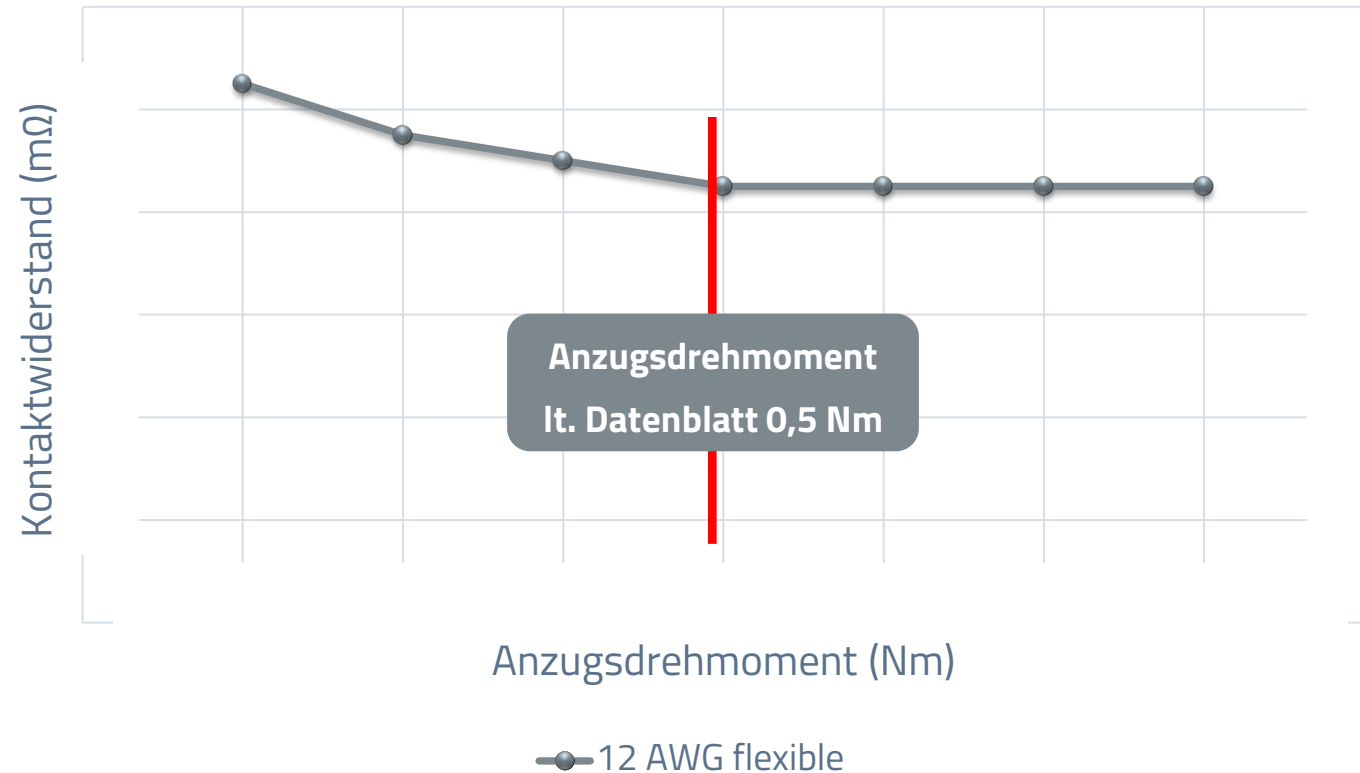 Kontaktwiderstand (mΩ)
Anzugsdrehmoment
lt. Datenblatt 0,5 Nm
Anzugsdrehmoment (Nm)
12 AWG flexible